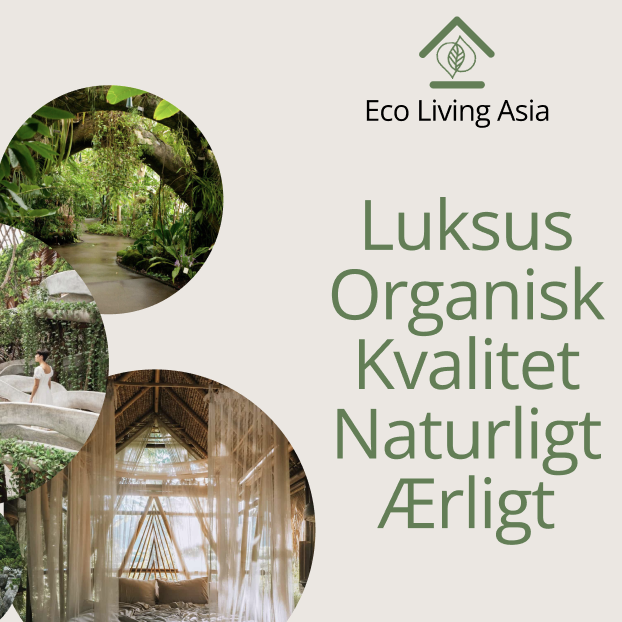 Eco Living Asia
Luksus
Organisk
Kvalitet
Naturligt
Ærligt